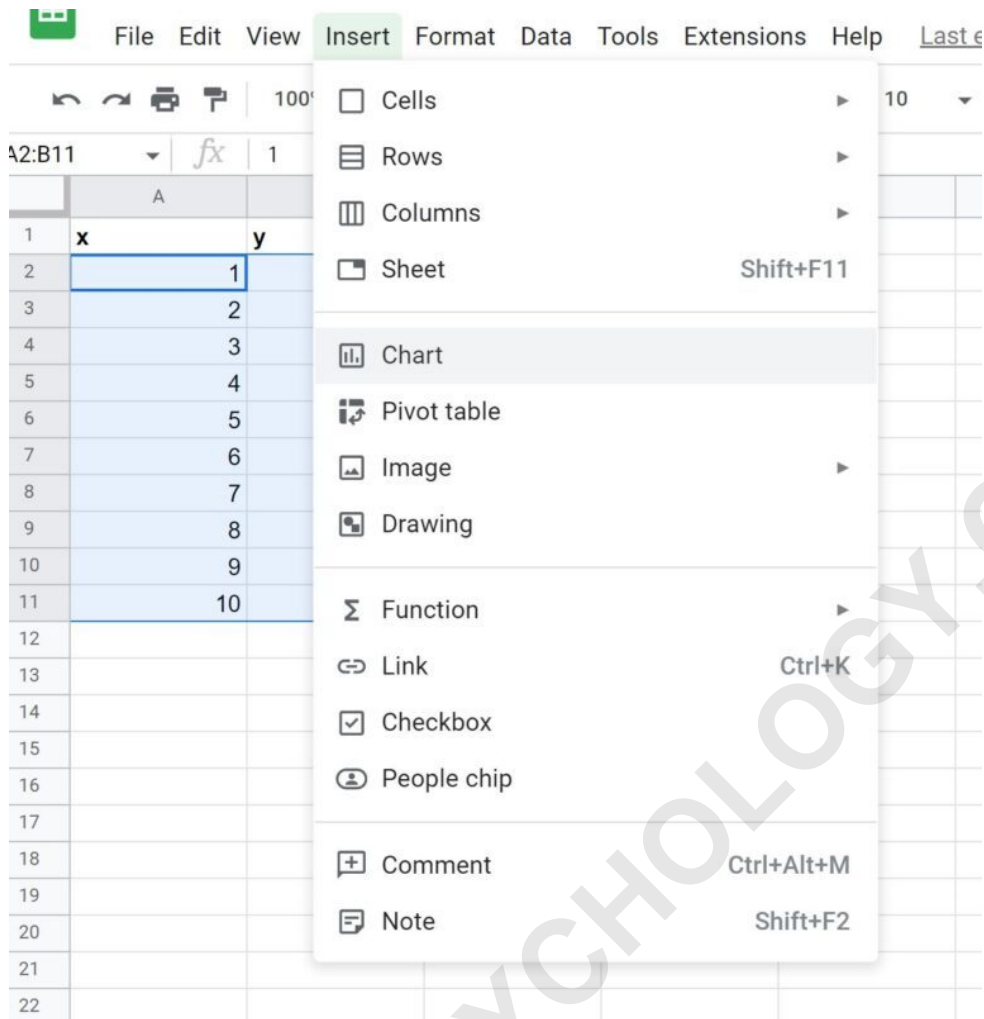 File Edit View Insert Format Data Tools Extensions Help Last e
100% Cells 10
A2:B11 fx 1 Rows
A
Columns
1 x y
2 1 Sheet Shift+F11
3 2
4 3 Chart
5 4
6 5 Pivot table
7 6 Image
8 7
9 8 Drawing
10 9
11 10 Function
12
13 Link Ctrl+K
14 Checkbox
15
16 People chip
17
18 Comment Ctrl+Alt+M
19
20 Note Shift+F2
21
22
YCHOLOGY.